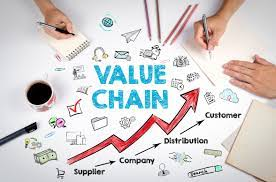 VALUE
CHAIN
Customer
Distribution
Company
Supplier